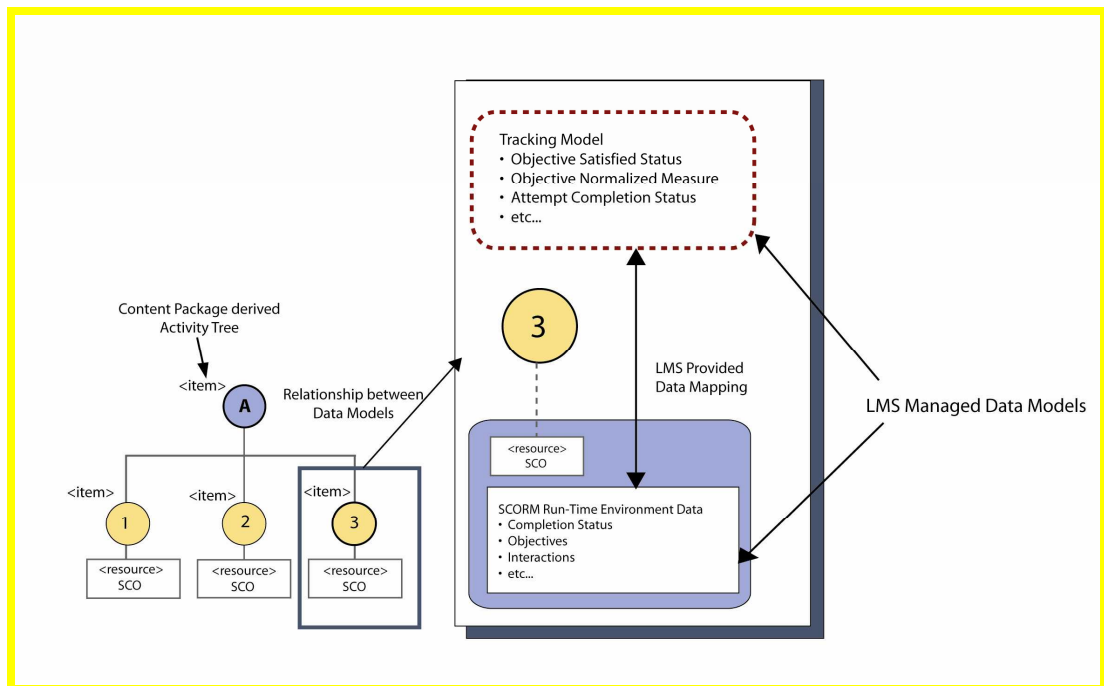 Tracking Model
• Objective Satisfied Status
• Objective Normalized Measure
• Attempt Completion Status
• etc...
Content Package derived
Activity Tree
<item>
A
Relationship between
Data Models
3
LMS Provided
Data Mapping
LMS Managed Data Models
<resource>
SCO
<item>
1
<resource>
SCO
<item>
2
<resource>
SCO
<item>
3
<resource>
SCO
SCORM Run-Time Environment Data
• Completion Status
• Objectives
• Interactions
• etc...